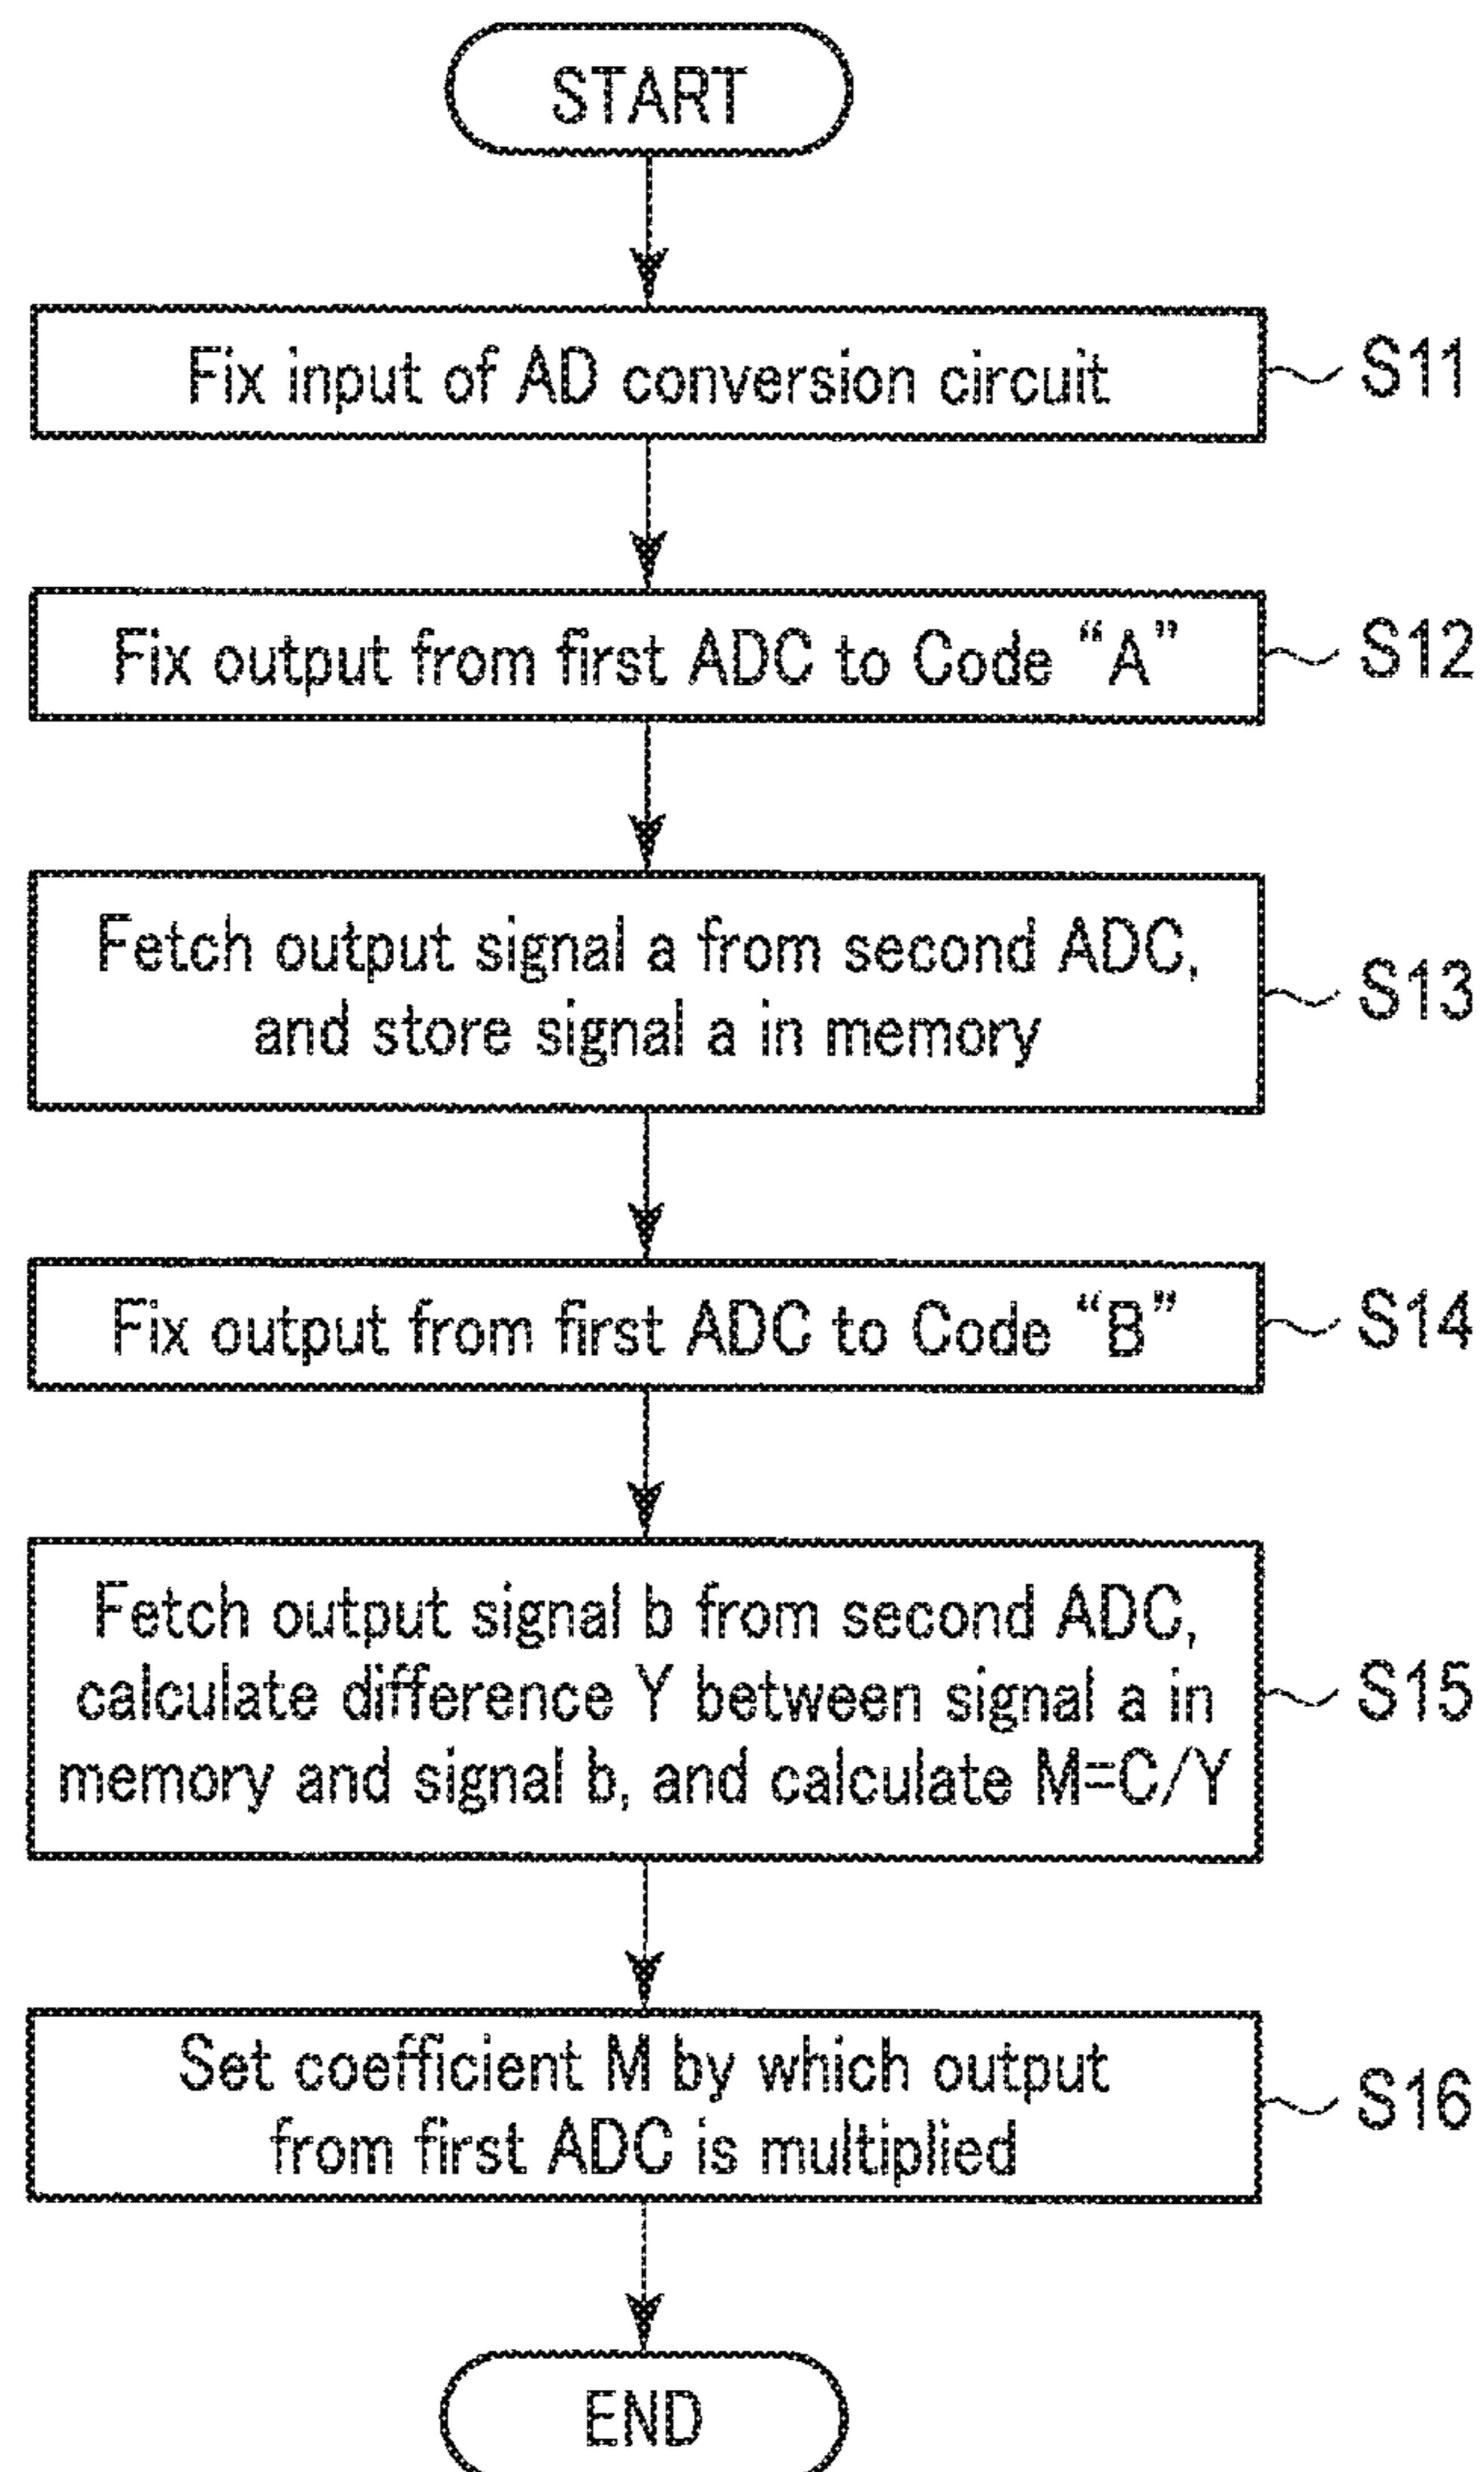 START
Fix input of AD conversion circuit
S11
Fix output from first ADC to Code “A”
S12
Fetch output signal a from second ADC,
and store signal a in memory
S13
Fix output from first ADC to Code “B”
S14
Fetch output signal b from second ADC,
calculate difference Y between signal a in
memory and signal b, and calculate M=C/Y
S15
Set coefficient M by which output
from first ADC is multiplied
S16
END